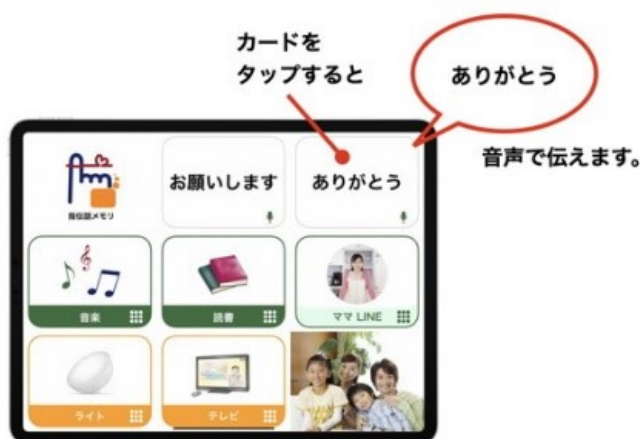 カードを
タップすると
ありがとう
音声で伝えます。
指伝話メモリ
お願いします
ありがとう
音楽
読書
ママ LINE
ライト
テレビ